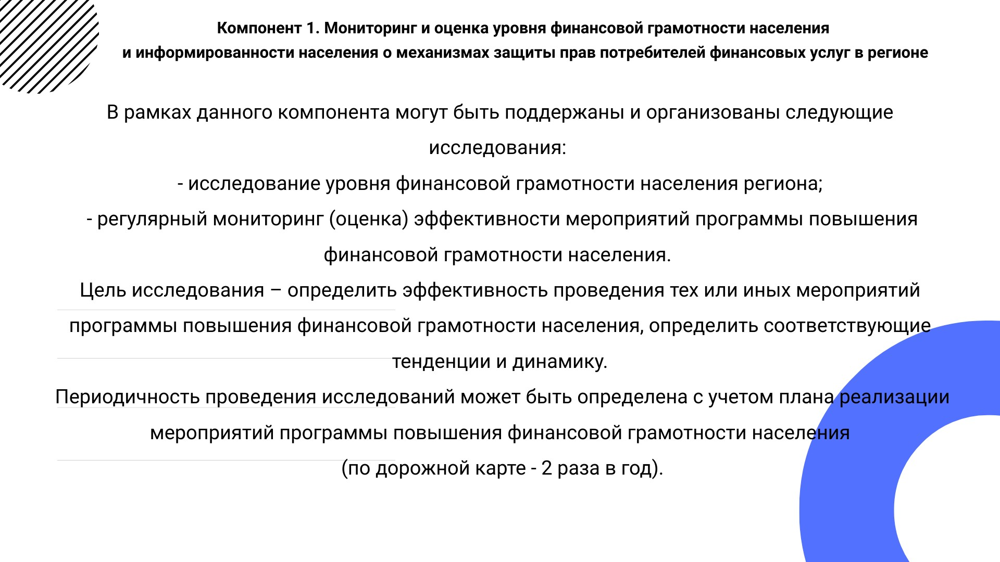 Компонент 1. Мониторинг и оценка уровня финансовой грамотности населения
и информированности населения о механизмах защиты прав потребителей финансовых услуг в регионе
В рамках данного компонента могут быть поддержаны и организованы следующие
исследования:
- исследование уровня финансовой грамотности населения региона;
- регулярный мониторинг (оценка) эффективности мероприятий программы повышения
финансовой грамотности населения.
Цель исследования – определить эффективность проведения тех или иных мероприятий
программы повышения финансовой грамотности населения, определить соответствующие
тенденции и динамику.
Периодичность проведения исследований может быть определена с учетом плана реализации
мероприятий программы повышения финансовой грамотности населения
(по дорожной карте - 2 раза в год).